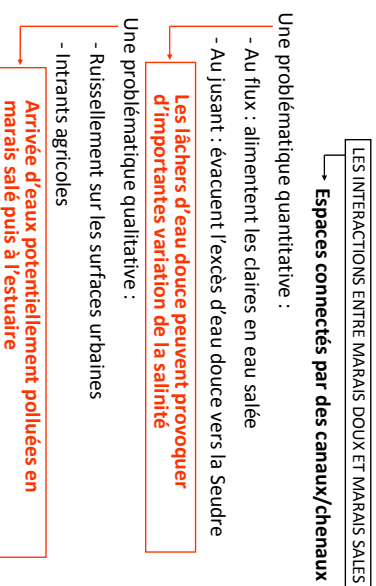 LES INTERACTIONS ENTRE MARAIS DOUX ET MARAIS SALES
Espaces connectés par des canaux/chenaux
Une problématique quantitative :
- Au flux : alimentent les claires en eau salée
- Au jusant : évacuent l'excès d'eau douce vers la Seudre
Les lâchers d'eau douce peuvent provoquer
d'importantes variation de la salinité
Une problématique qualitative :
- Ruissellement sur les surfaces urbaines
- Intrants agricoles
Arrivée d'eaux potentiellement polluées en
marais salé puis à l'estuaire